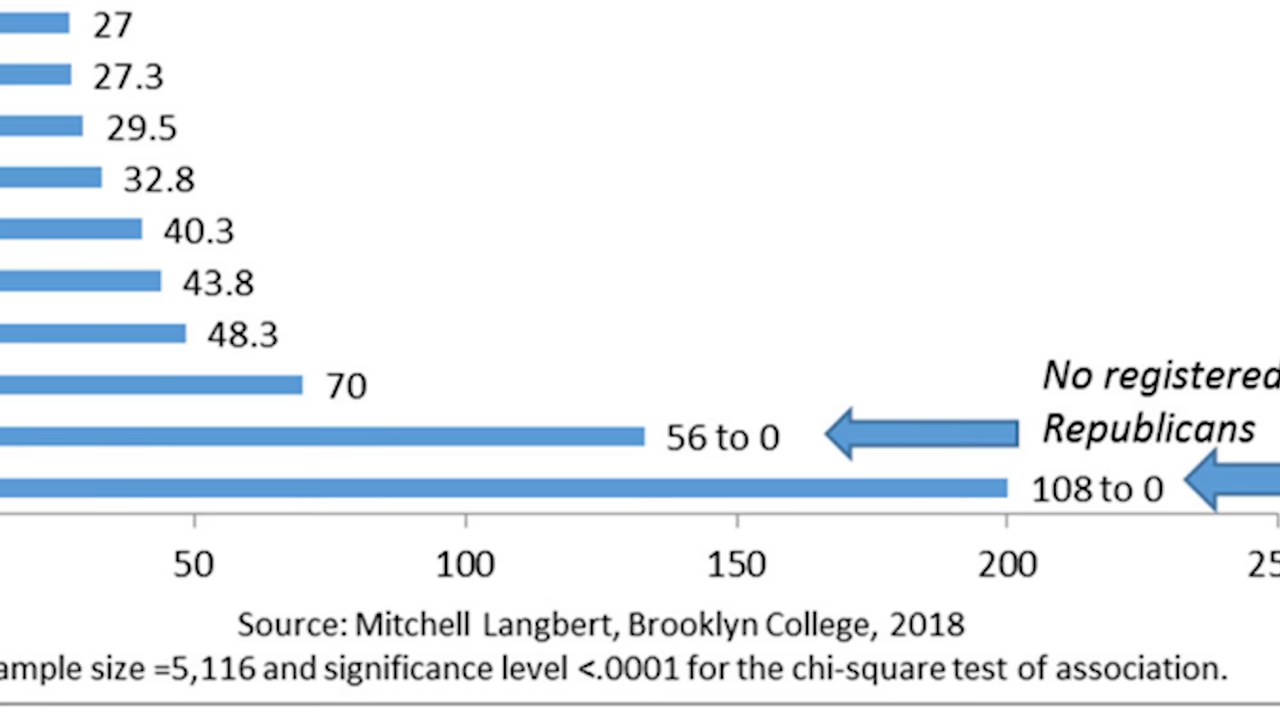 27
27.3
29.5
32.8
40.3
43.8
48.3
70
No registered
Republicans
56 to 0
108 to 0
50 100 150 200 25
Source: Mitchell Langbert, Brooklyn College, 2018
ample size =5,116 and significance level <.0001 for the chi-square test of association.